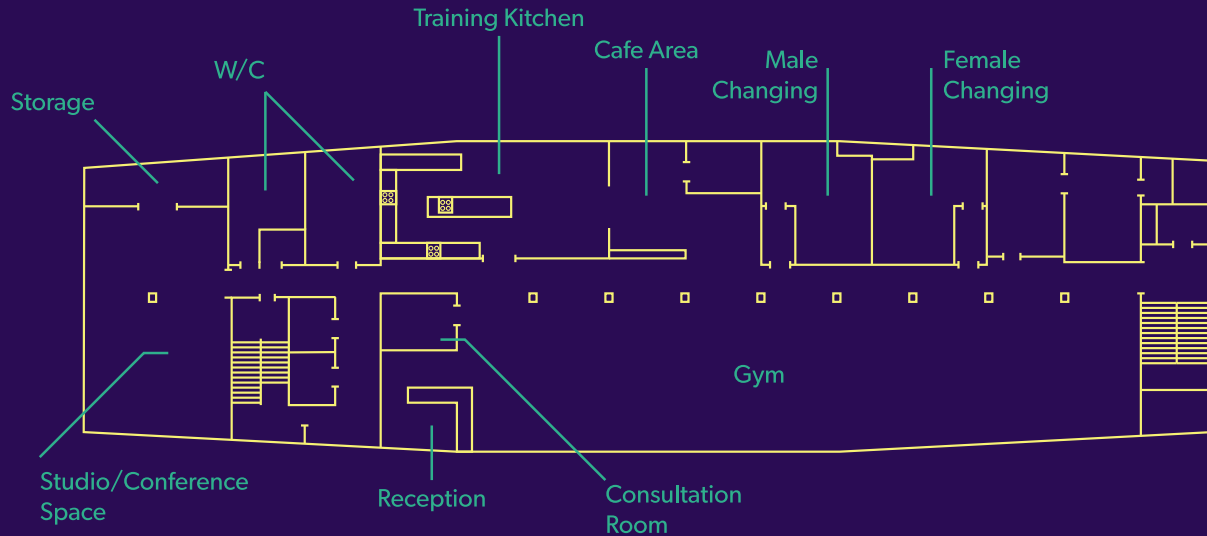 Training Kitchen
Cafe Area
W/C
Male
Changing
Female
Changing
Storage
Gym
Studio/Conference
Space
Reception
Consultation
Room